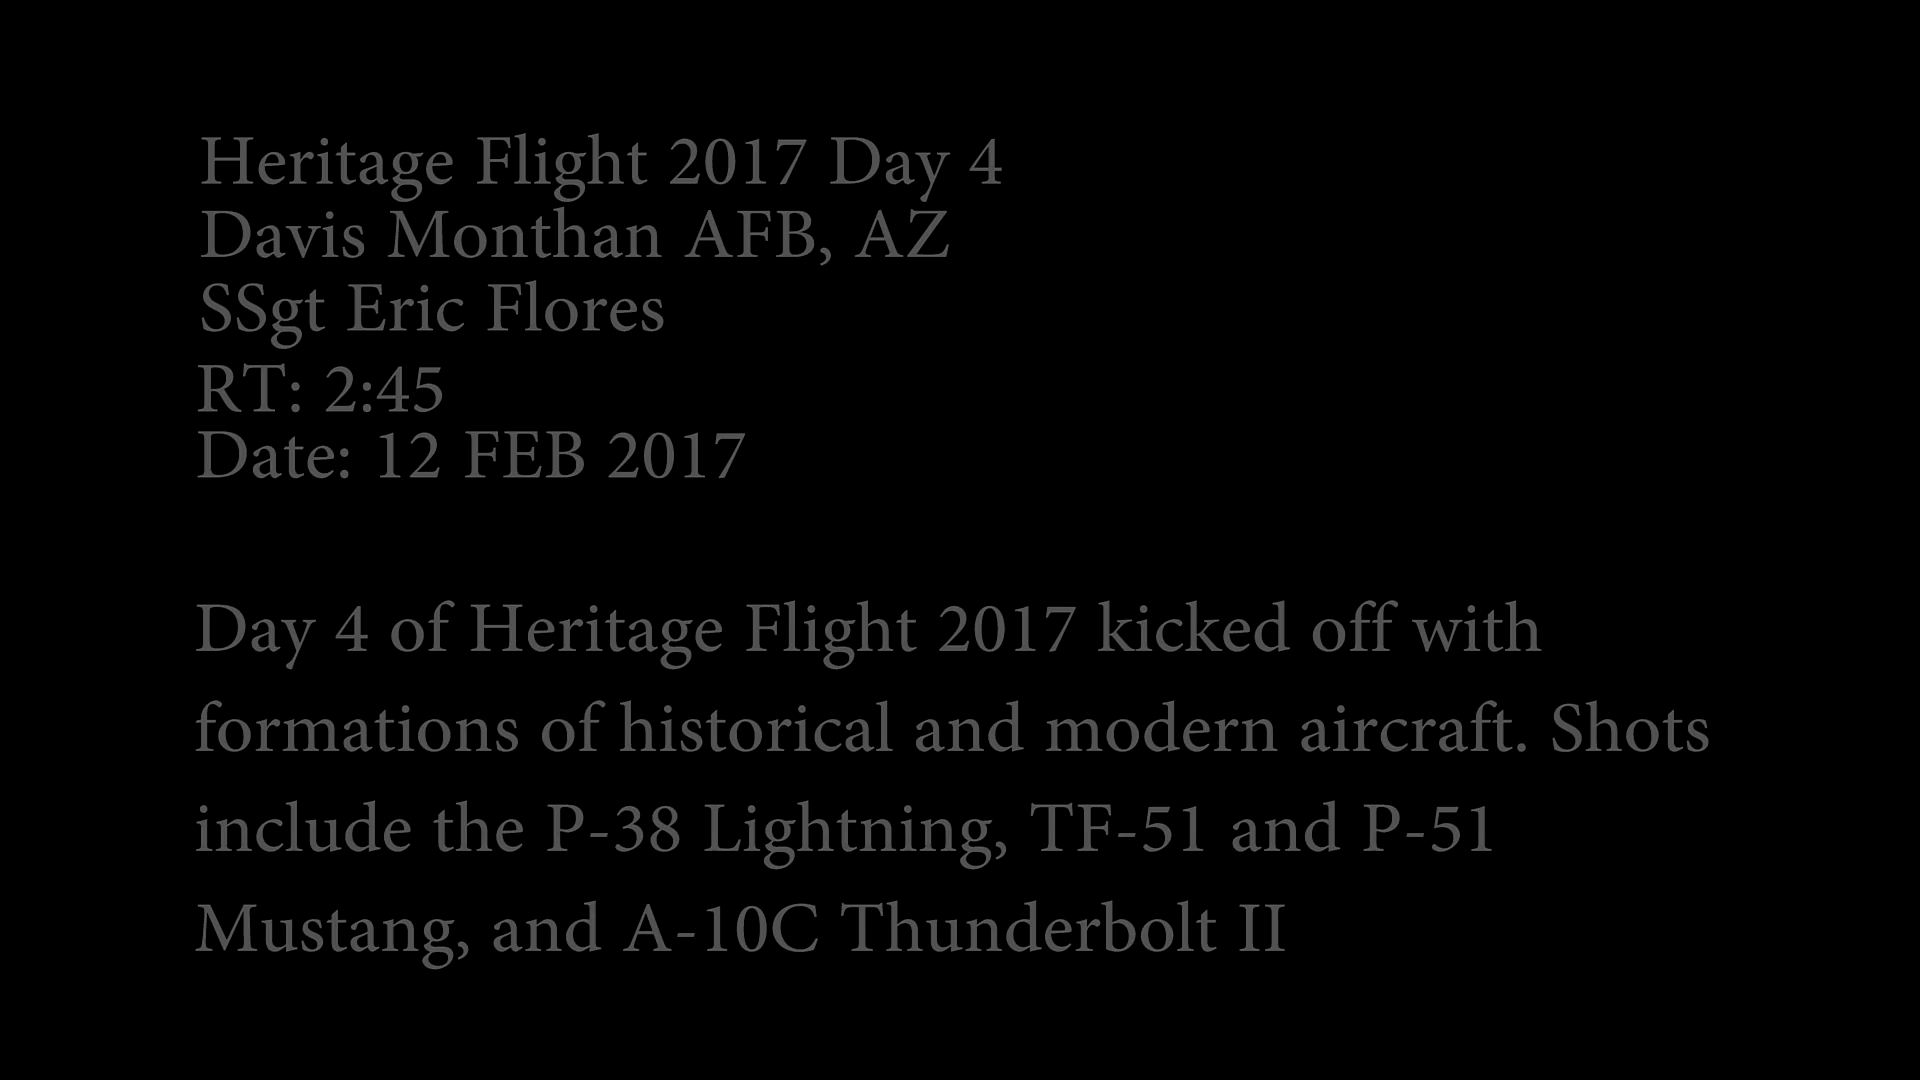 Heritage Flight 2017 Day 4
Davis Monthan AFB, AZ
SSgt Eric Flores
RT: 2:45
Date: 12 FEB 2017
Day 4 of Heritage Flight 2017 kicked off with
formations of historical and modern aircraft. Shots
include the P-38 Lightning, TF-51 and P-51
Mustang, and A-10C Thunderbolt II